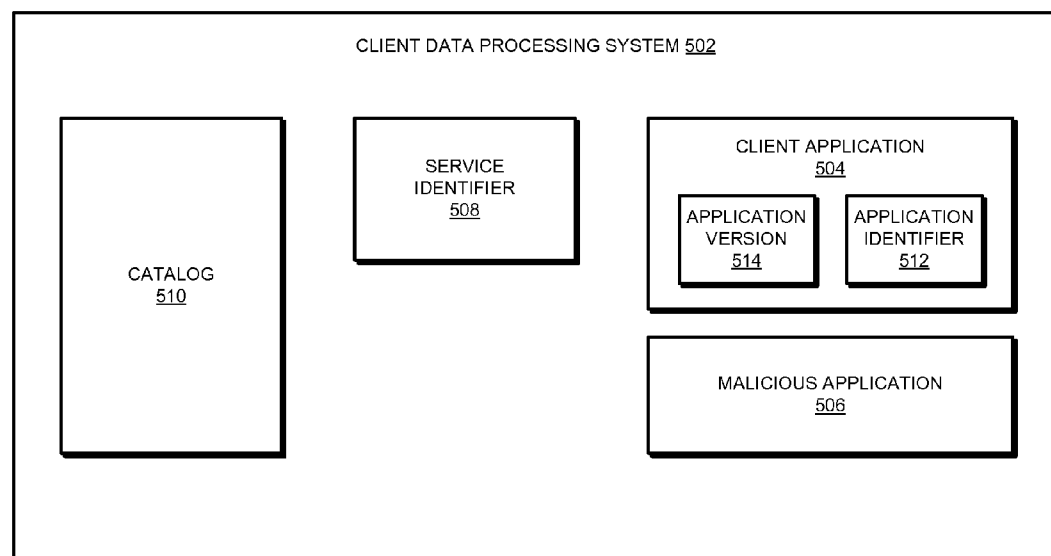 CLIENT DATA PROCESSING SYSTEM 502
CATALOG
510
SERVICE
IDENTIFIER
508
CLIENT APPLICATION
504
APPLICATION
VERSION
514
APPLICATION
IDENTIFIER
512
MALICIOUS APPLICATION
506